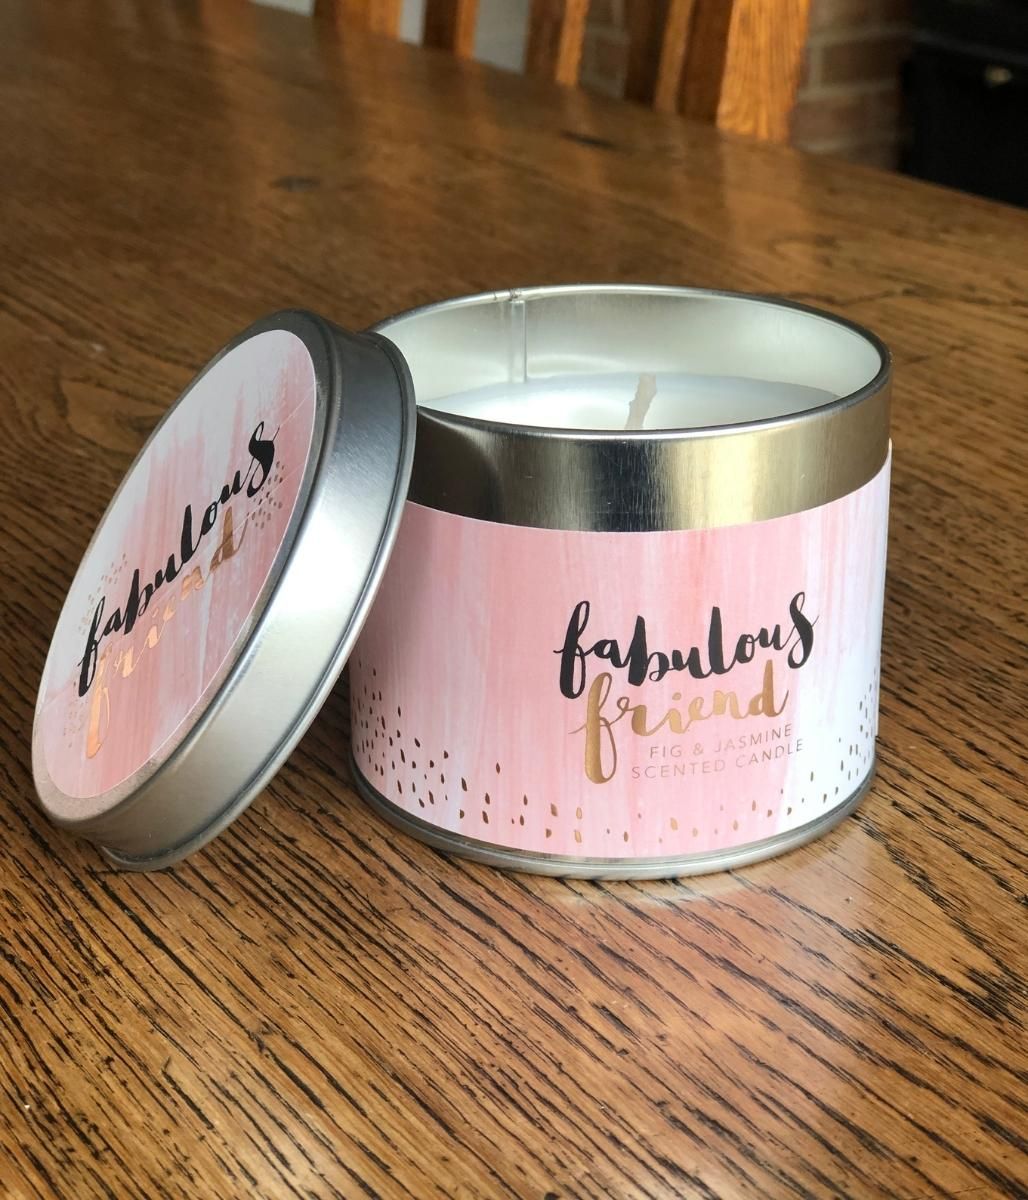 fabulous
friend
fabulous
friend
FIG & JASMINE
SCENTED CANDLE